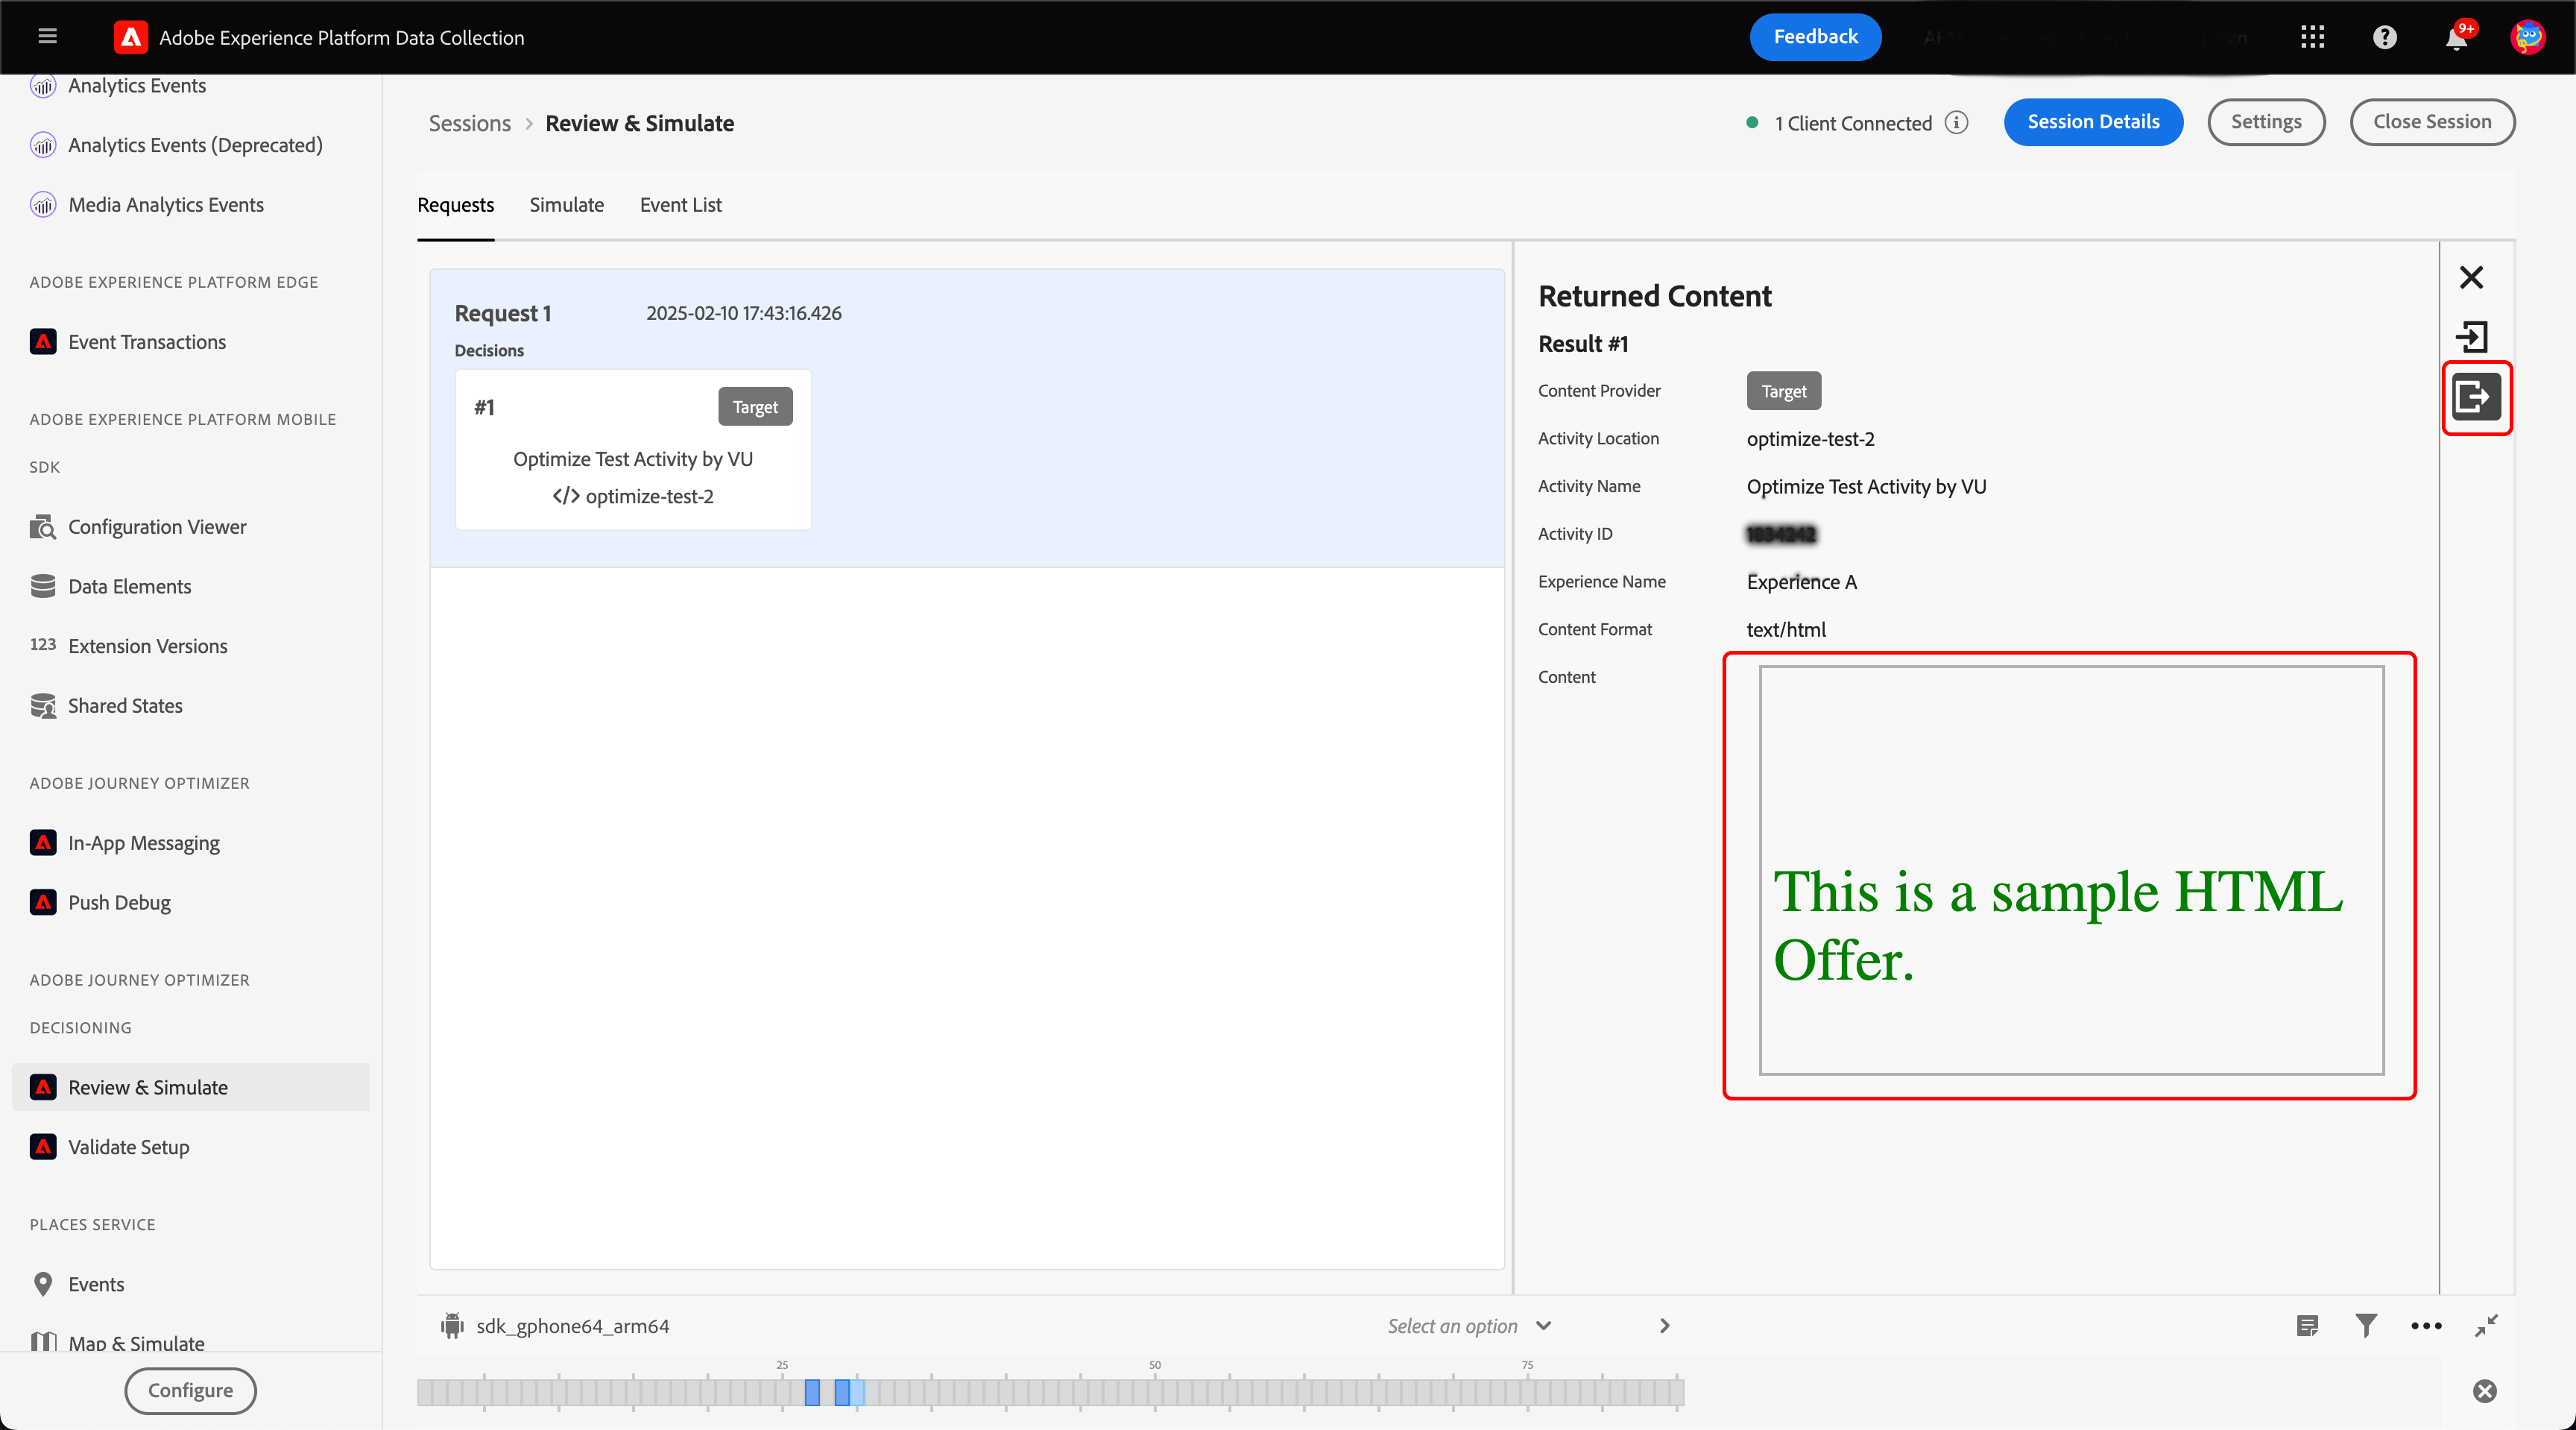 Adobe Experience Platform Data Collection
Feedback
9+
Analytics Events
Analytics Events (Deprecated)
Media Analytics Events
ADOBE EXPERIENCE PLATFORM EDGE
Event Transactions
ADOBE EXPERIENCE PLATFORM MOBILE
SDK
Configuration Viewer
Data Elements
123 Extension Versions
Shared States
ADOBE JOURNEY OPTIMIZER
In-App Messaging
Push Debug
ADOBE JOURNEY OPTIMIZER
DECISIONING
Review & Simulate
Validate Setup
PLACES SERVICE
Events
Map & Simulate
Configure
Sessions > Review & Simulate
1 Client Connected
Session Details
Settings
Close Session
Requests
Simulate
Event List
Request 1
2025-02-10 17:43:16.426
Decisions
#1
Target
Optimize Test Activity by VU
</> optimize-test-2
Returned Content
Result #1
Content Provider
Target
Activity Location
optimize-test-2
Activity Name
Optimize Test Activity by VU
Activity ID
Experience Name
Experience A
Content Format
text/html
Content
This is a sample HTML
Offer.
sdk_gphone64_arm64
Select an option
25
50
75